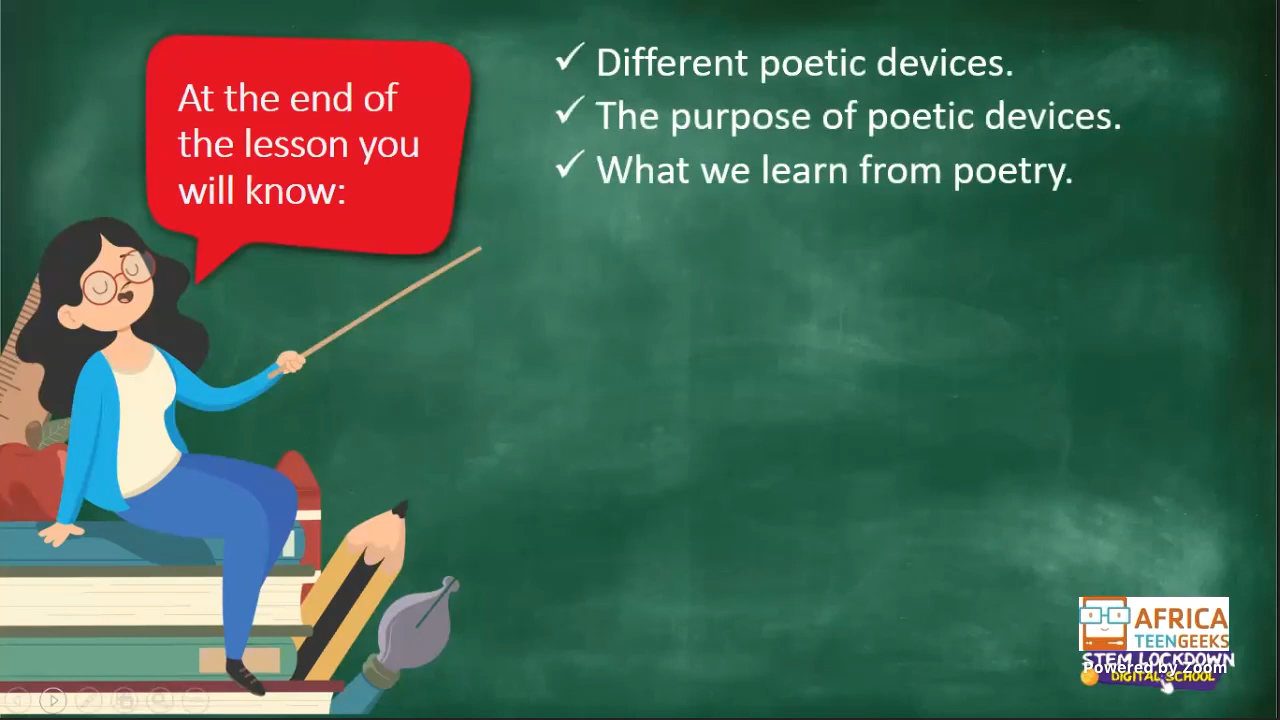 At the end of
the lesson you
will know:
✓ Different poetic devices.
✓ The purpose of poetic devices.
✓ What we learn from poetry.
AFRICA
TEENGEEKS
STEM LOCKDOWN
Powered by Zoom
DIGITAL SCHOOL